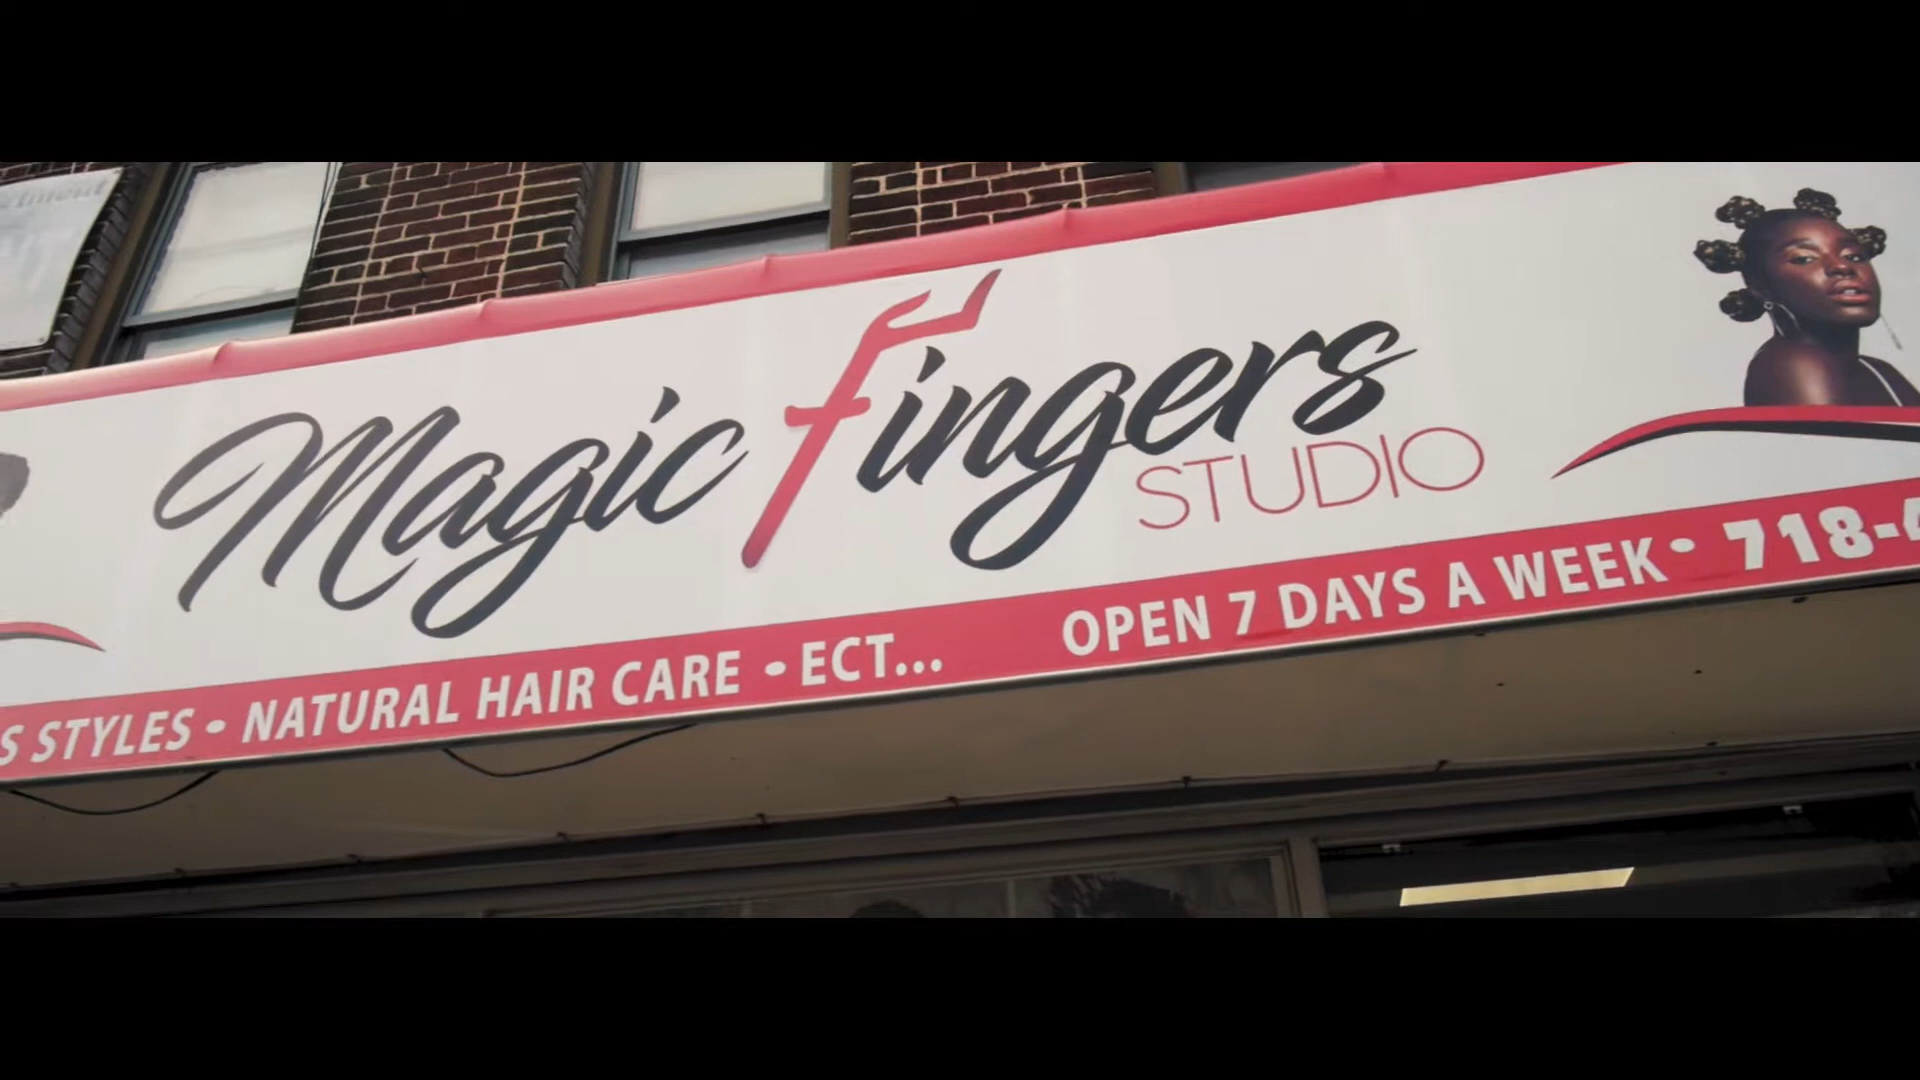 Magic Fingers
STUDIO
STYLES • NATURAL HAIR CARE • ECT... OPEN 7 DAYS A WEEK • 718-